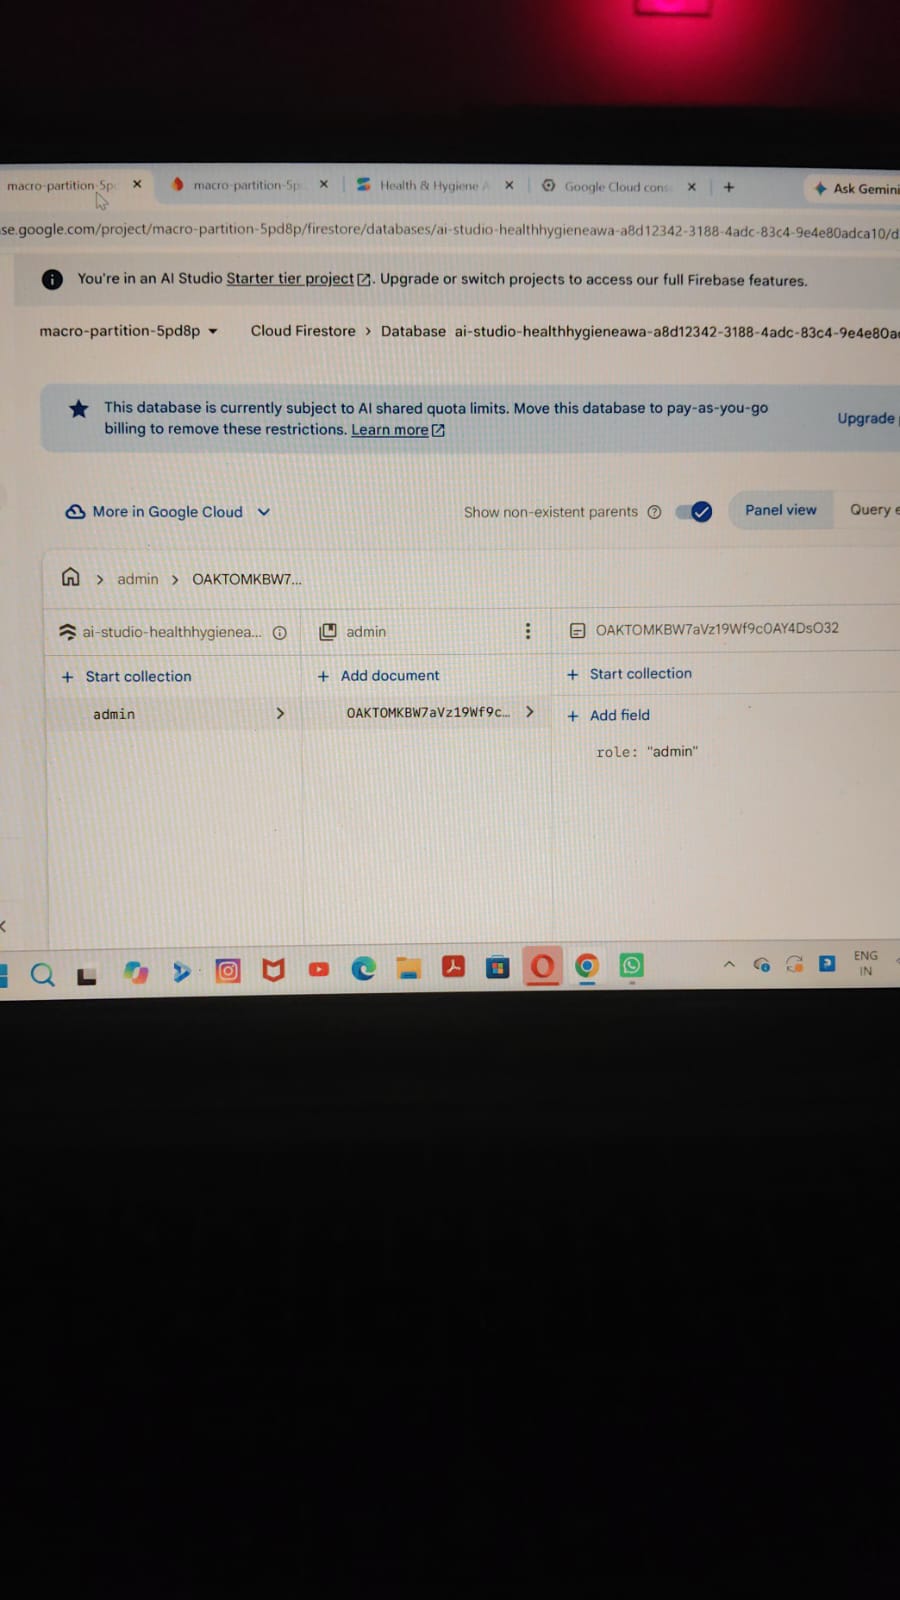 macro-partition-5p
macro-partition-5p
Health & Hygiene A
Google Cloud cons
Ask Gemini
se.google.com/project/macro-partition-5pd8p/firestore/databases/ai-studio-healthhygieneawa-a8d12342-3188-4adc-83c4-9e4e80adca10/d
You're in an AI Studio Starter tier project. Upgrade or switch projects to access our full Firebase features.
macro-partition-5pd8p
Cloud Firestore > Database ai-studio-healthhygieneawa-a8d12342-3188-4adc-83c4-9e4e80a
This database is currently subject to AI shared quota limits. Move this database to pay-as-you-go
billing to remove these restrictions. Learn more
Upgrade
More in Google Cloud
Show non-existent parents
Panel view
Query e
admin > OAKTOMKBW7...
ai-studio-healthhygienea...
admin
OAKTOMKBW7aVz19Wf9cOAY4DsO32
+ Start collection
+ Add document
+ Start collection
admin
OAKTOMKBW7aVz19Wf9c…
+ Add field
role: "admin"
ENG
IN